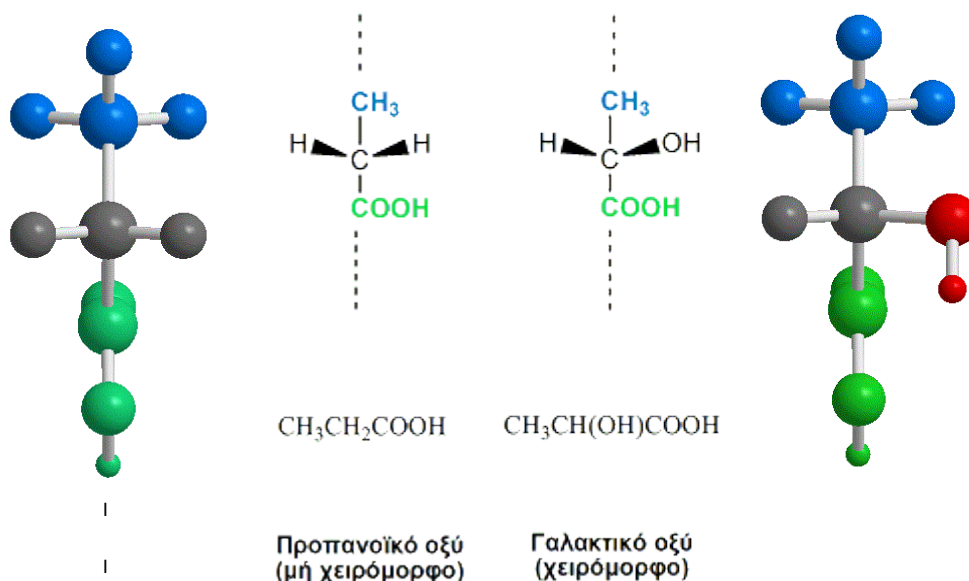 CH₃
H C H
COOH
CH₃
H C OH
COOH
CH₃CH₂COOH
CH₃CH(OH)COOH
Προπανοϊκό οξύ
(μή χειρόμορφο)
Γαλακτικό οξύ
(χειρόμορφο)